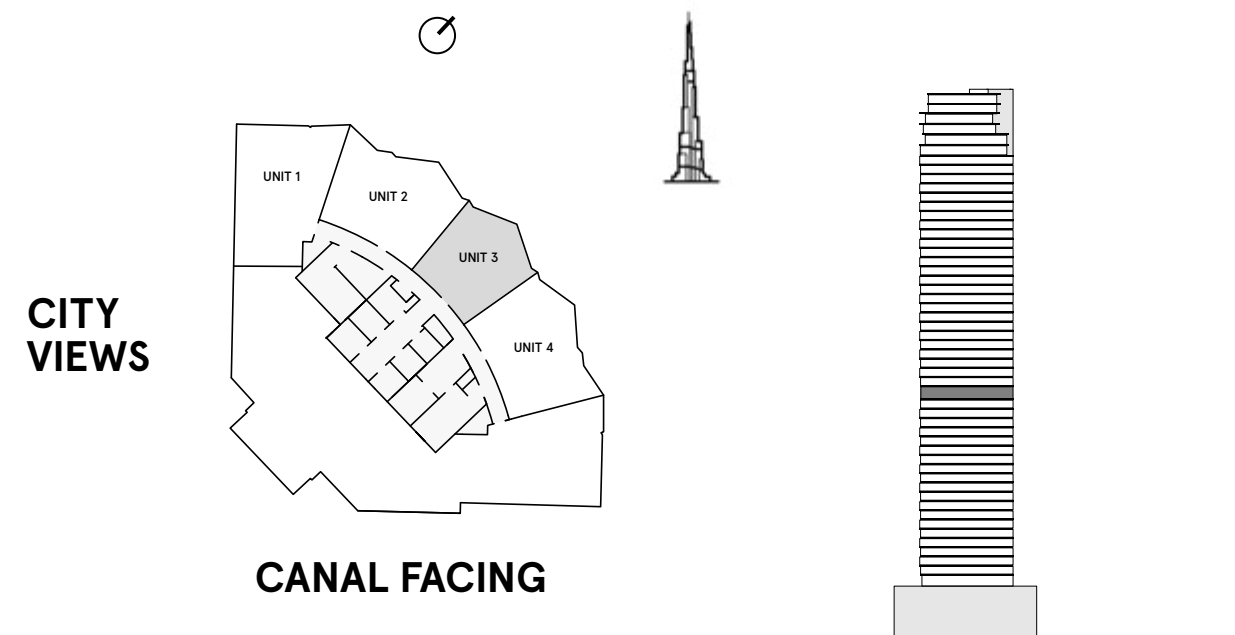 UNIT 1
UNIT 2
UNIT 3
UNIT 4
CITY
VIEWS
CANAL FACING